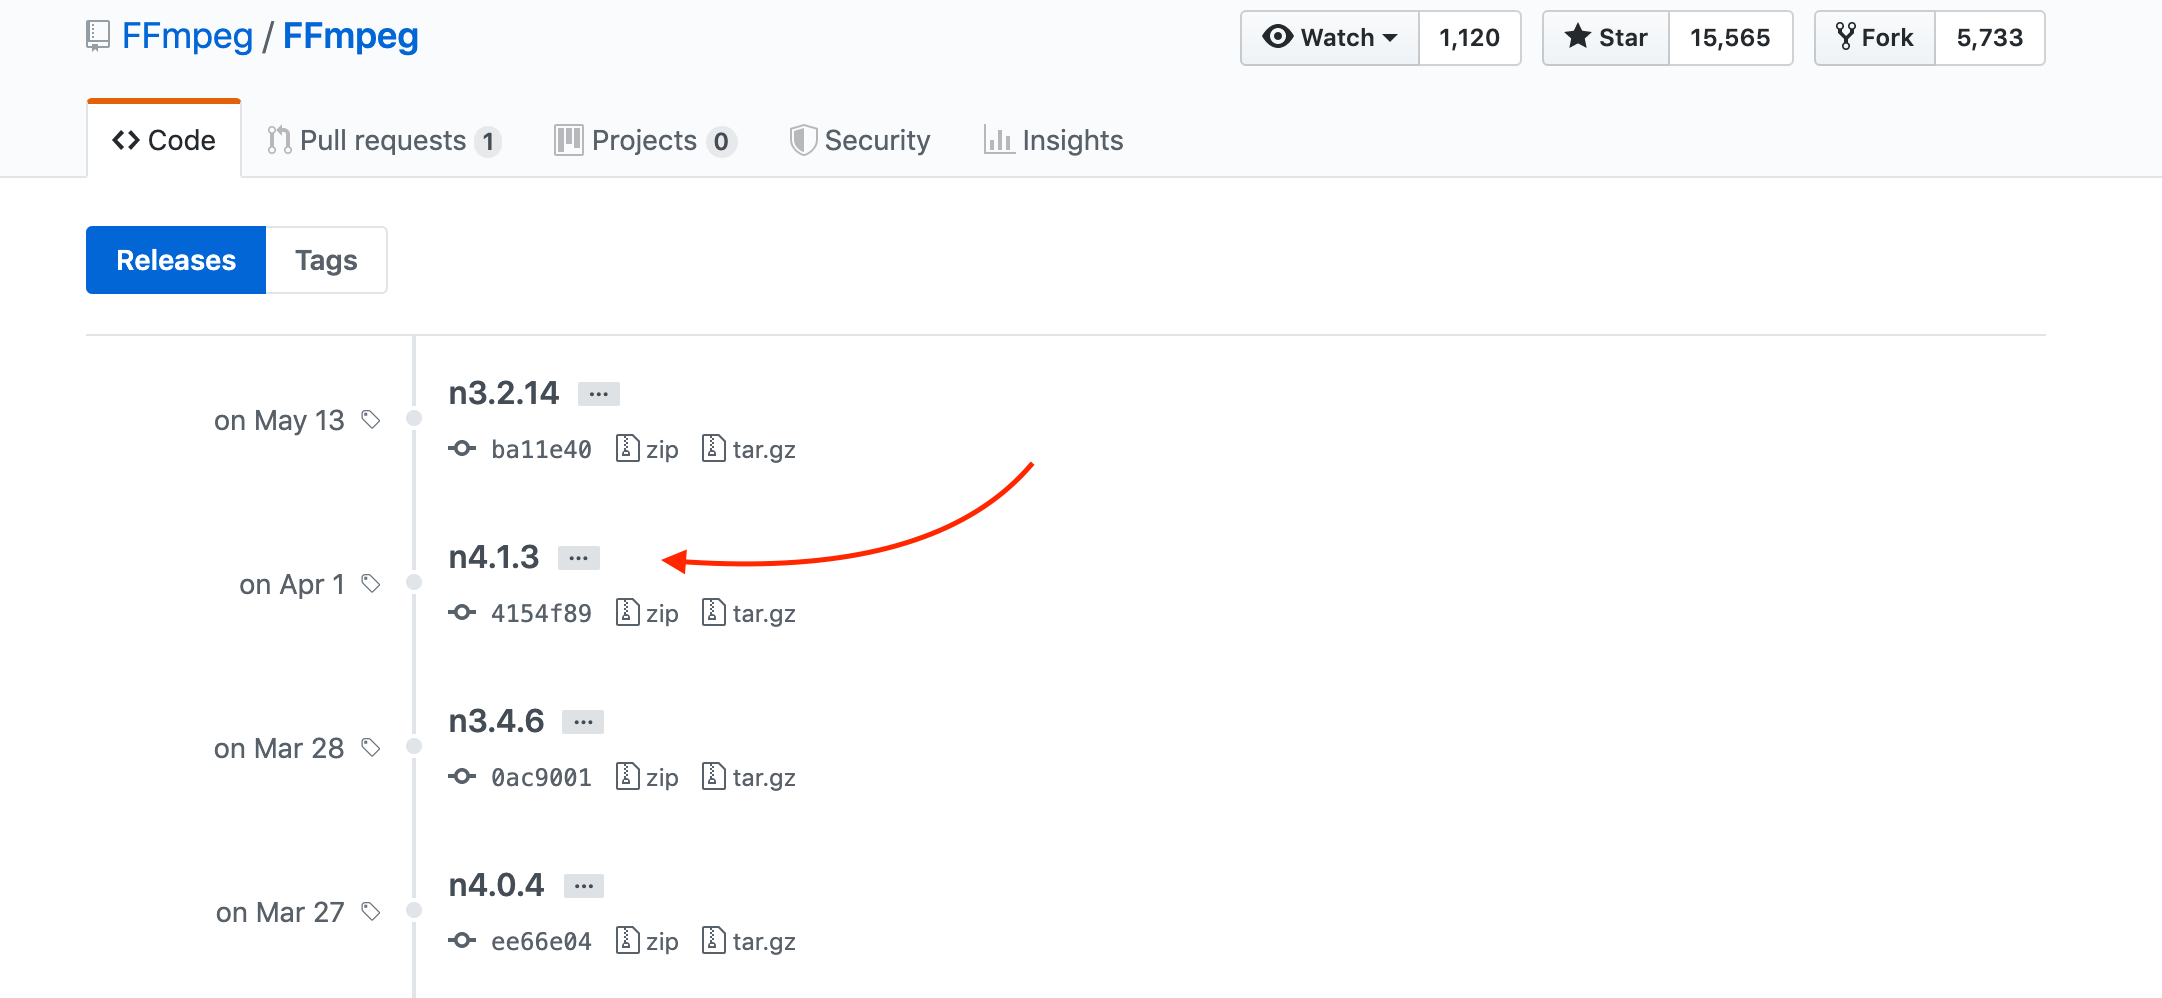 FFmpeg / FFmpeg
Watch 1,120 Star 15,565 Fork 5,733
Code Pull requests 1 Projects 0 Security Insights
Releases Tags
n3.2.14 ...
on May 13
ba11e40 zip tar.gz
n4.1.3 ...
on Apr 1
4154f89 zip tar.gz
n3.4.6 ...
on Mar 28
0ac9001 zip tar.gz
n4.0.4 ...
on Mar 27
ee66e04 zip tar.gz